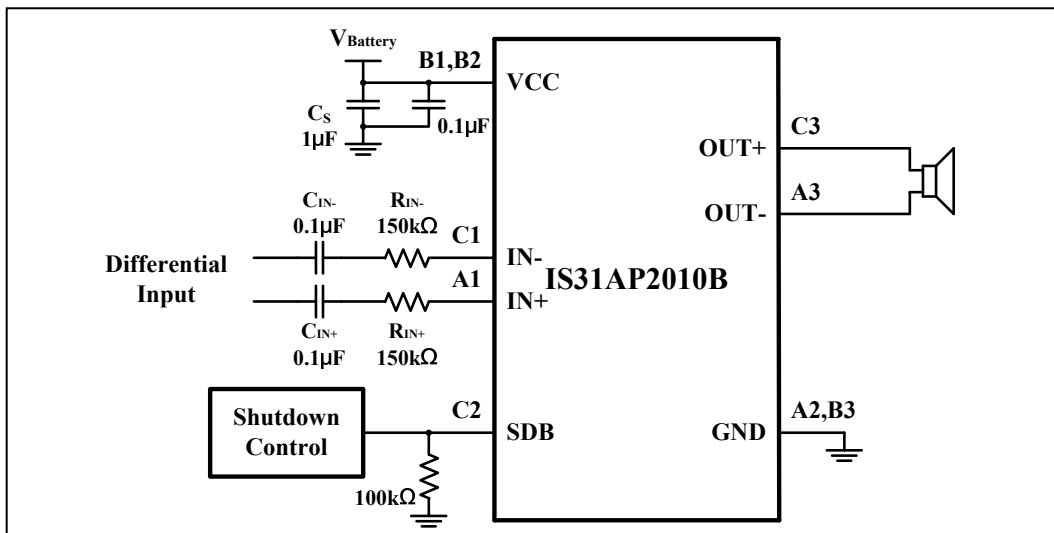 VBattery
B1,B2
VCC
CS
1μF
0.1μF
C3
OUT+
A3
OUT-
CIN-
0.1μF
RIN-
150kΩ
C1
IN-
Differential
Input
IS31AP2010B
A1
IN+
CIN+
0.1μF
RIN+
150kΩ
Shutdown
Control
C2
SDB
A2,B3
GND
100kΩ